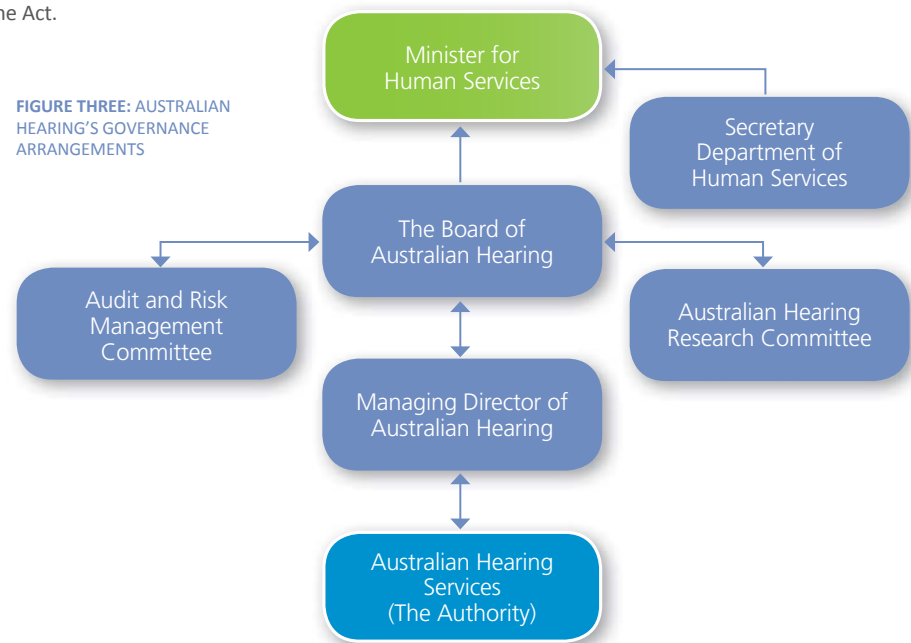 ne Act.
FIGURE THREE: AUSTRALIAN
HEARING'S GOVERNANCE
ARRANGEMENTS
Minister for
Human Services
Secretary
Department of
Human Services
The Board of
Australian Hearing
Audit and Risk
Management
Committee
Australian Hearing
Research Committee
Managing Director of
Australian Hearing
Australian Hearing
Services
(The Authority)